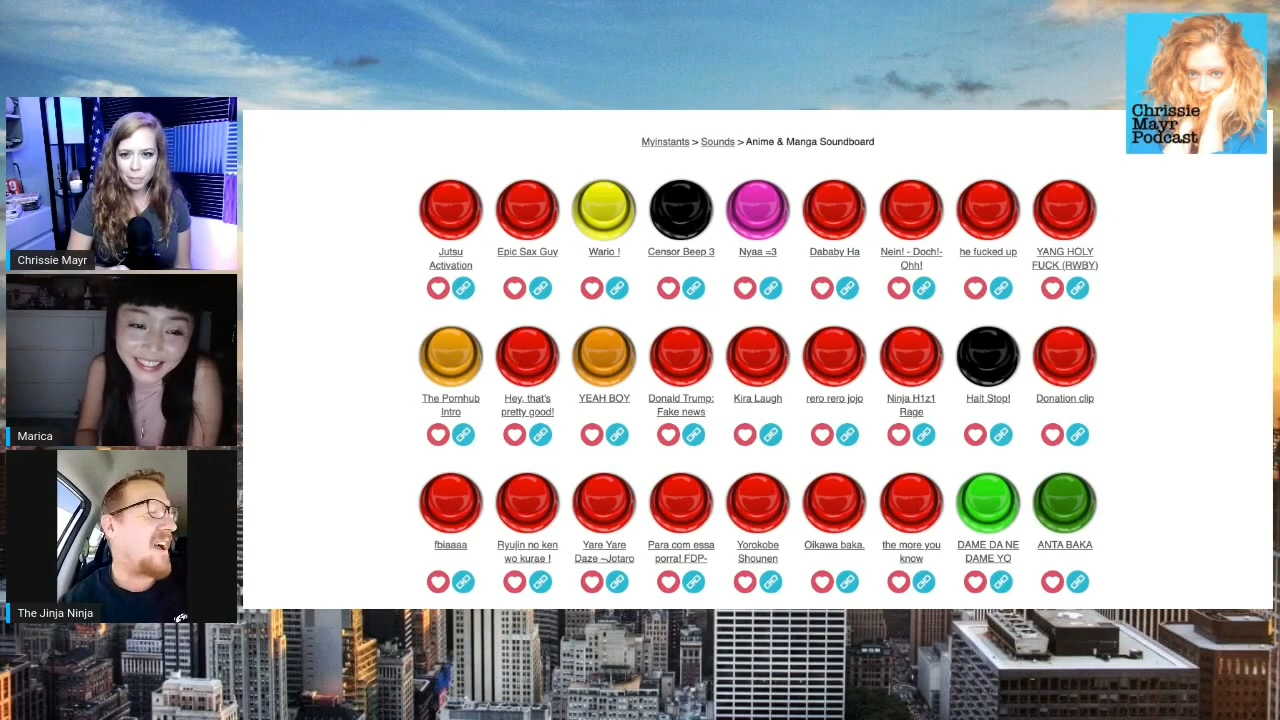 Chrissie
Mayr
Podcast
Myinstants > Sounds > Anime & Manga Soundboard
Jutsu
Activation
Epic Sax Guy
Wario !
Censor Beep 3
Nyaa =3
Dababy Ha
Nein! - Doch!-
Ohh!
he fucked up
YANG HOLY
FUCK (RWBY)
The Pornhub
Intro
Hey, that's
pretty good!
YEAH BOY
Donald Trump:
Fake news
Kira Laugh
rero rero jojo
Ninja H1z1
Rage
Halt Stop!
Donation clip
fbiaaaa
Ryujin no ken
wo kurae !
Yare Yare
Daze ~Jotaro
Para com essa
porra! FDP-
Yorokobe
Shounen
Oikawa baka.
the more you
know
DAME DA NE
DAME YO
ANTA BAKA
Chrissie Mayr
Marica
The Jinja Ninja